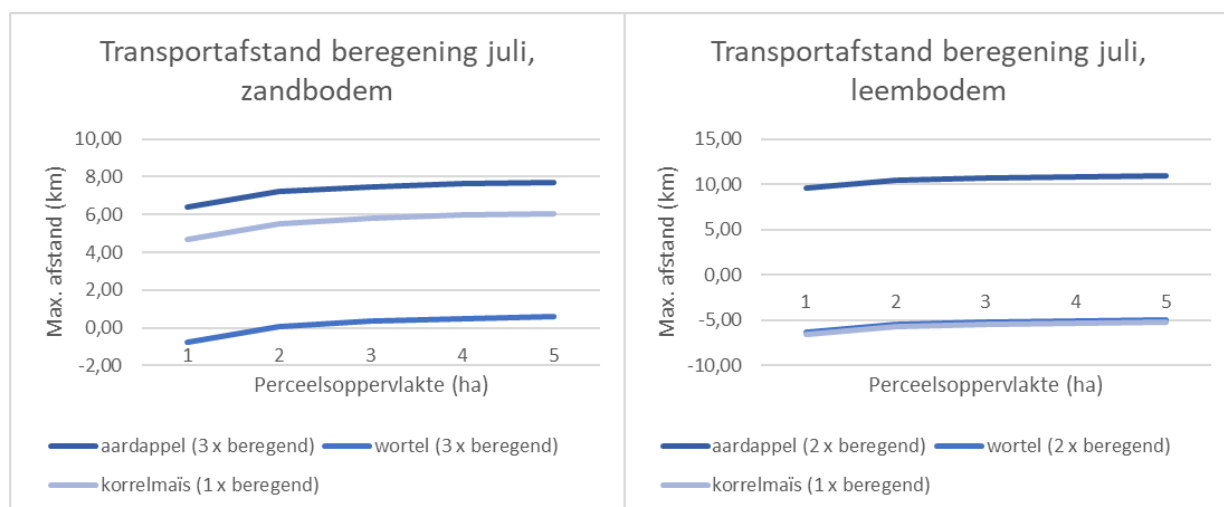 Transportafstand beregening juli,
zandbodem
10,00
8,00
6,00
4,00
2,00
0,00
-2,00
Max. afstand (km)
1 2 3 4 5
Perceelsoppervlakte (ha)
aardappel (3 x beregend) wortel (3 x beregend)
korrelmaïs (1 x beregend)
Transportafstand beregening juli,
leembodem
15,00
10,00
5,00
0,00
-5,00
-10,00
Max. afstand (km)
1 2 3 4 5
Perceelsoppervlakte (ha)
aardappel (2 x beregend) wortel (2 x beregend)
korrelmaïs (1 x beregend)